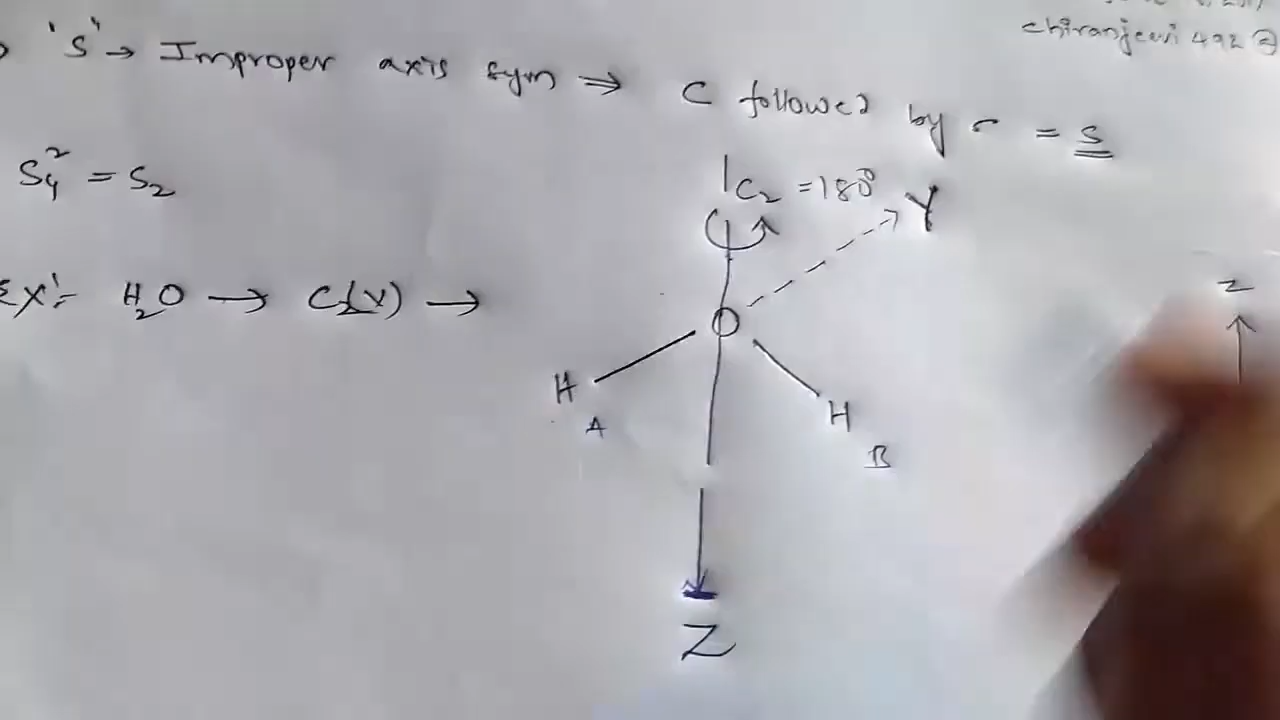 chiranjeevi 492@
'S' → Improper axis sym ⇒ C followed by σ = S
S₄² = S₂
C₂ = 180°
Y
Ex:- H₂O → C₂(v) →
Z
O
H H
A B
Z